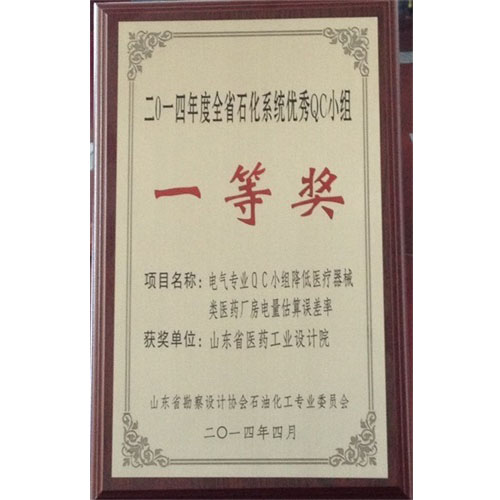 二〇一四年度全省石化系统优秀QC小组
一等奖
项目名称：电气专业QC小组降低医疗器械
类医药厂房电量估算误差率
获奖单位：山东省医药工业设计院
山东省勘察设计协会石油化工专业委员会
二〇一四年四月